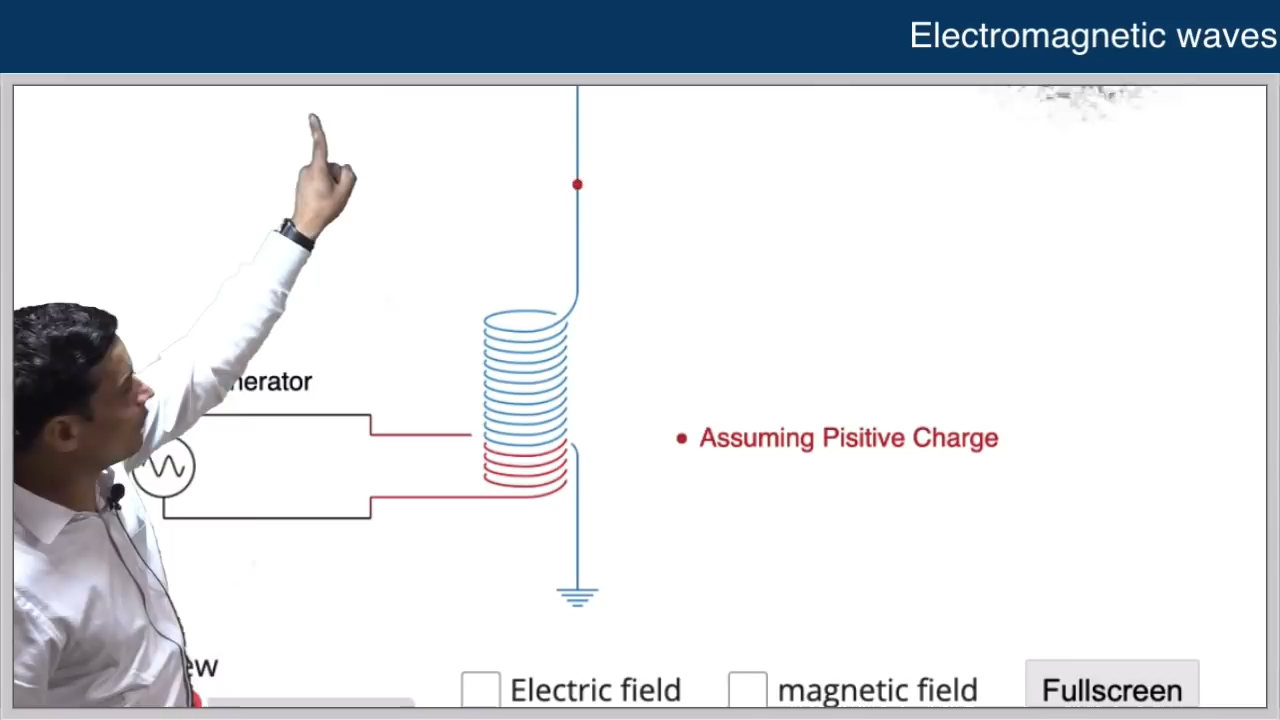 Electromagnetic waves
nerator
Assuming Pisitive Charge
ew
Electric field
magnetic field
Fullscreen